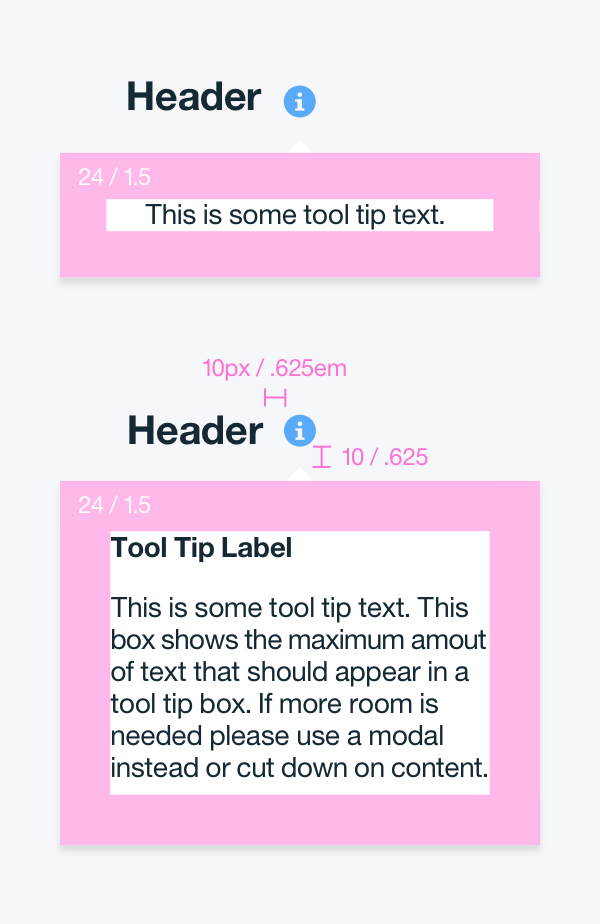 Header
24 / 1.5
This is some tool tip text.
10px / .625em
Header
10 / .625
24 / 1.5
Tool Tip Label
This is some tool tip text. This
box shows the maximum amout
of text that should appear in a
tool tip box. If more room is
needed please use a modal
instead or cut down on content.